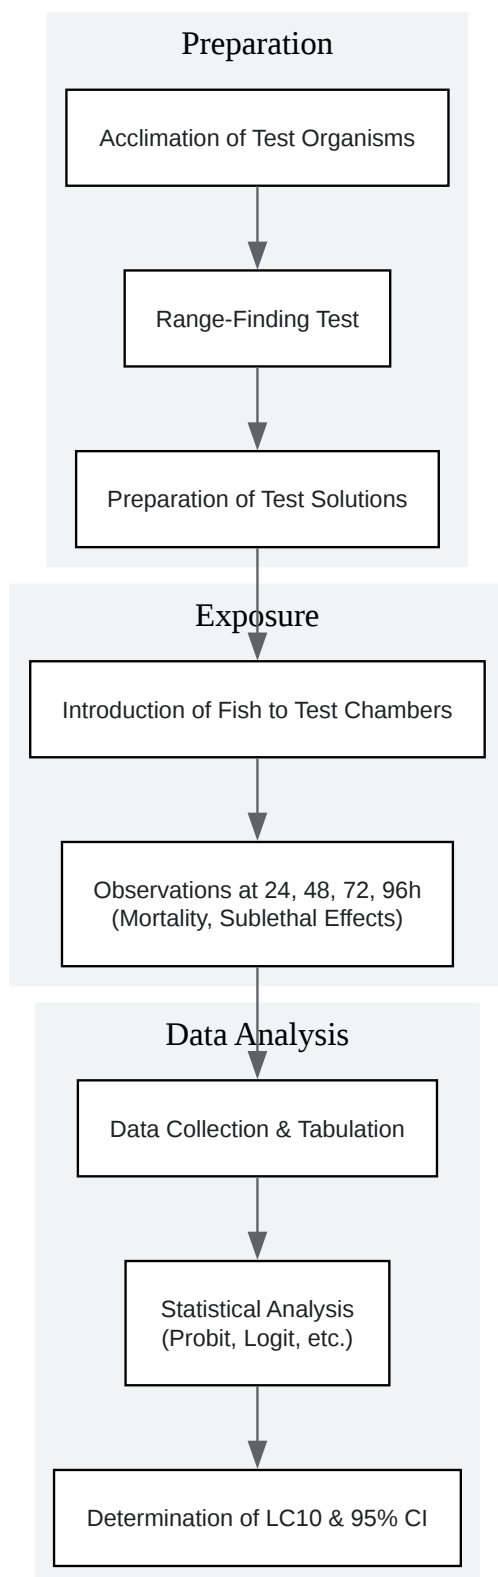 Preparation
Acclimation of Test Organisms
Range-Finding Test
Preparation of Test Solutions
Exposure
Introduction of Fish to Test Chambers
Observations at 24, 48, 72, 96h
(Mortality, Sublethal Effects)
Data Analysis
Data Collection & Tabulation
Statistical Analysis
(Probit, Logit, etc.)
Determination of LC10 & 95% CI